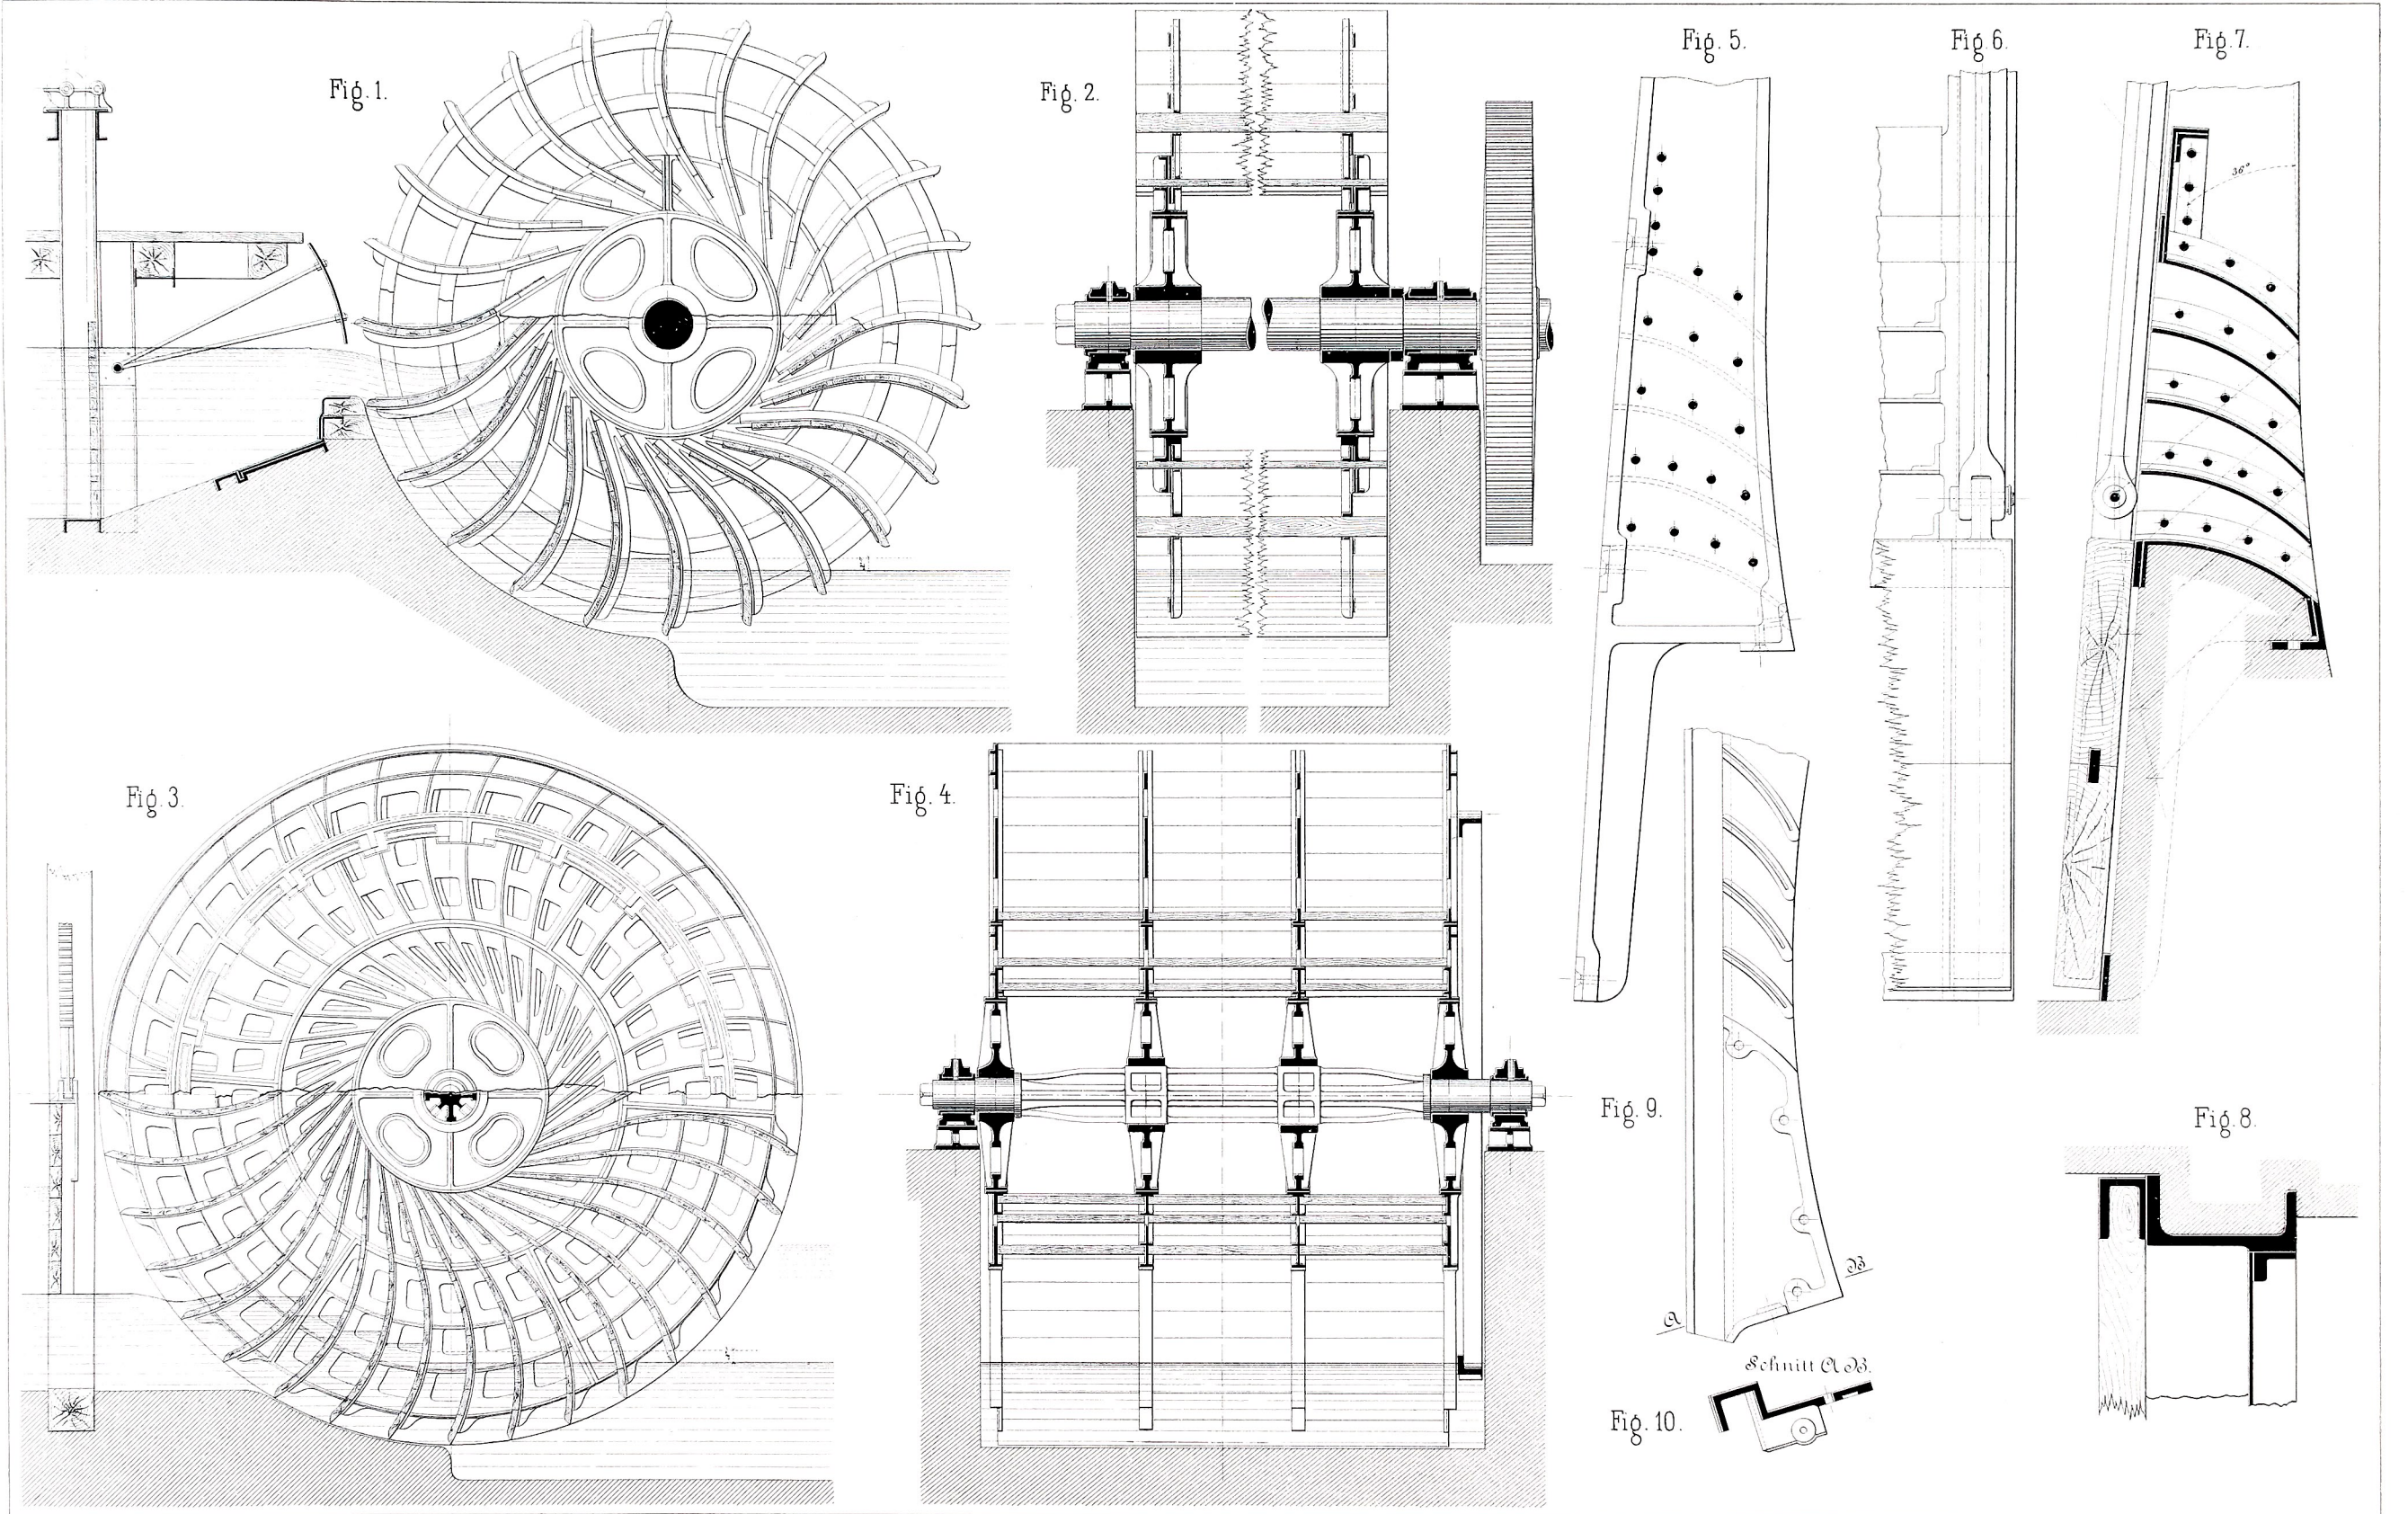 Fig. 1.
Fig. 2.
Fig. 5.
Fig. 6.
Fig. 7.
36°
Fig. 3.
Fig. 4.
Fig. 9.
Fig. 8.
A
B
Schnitt A B.
Fig. 10.